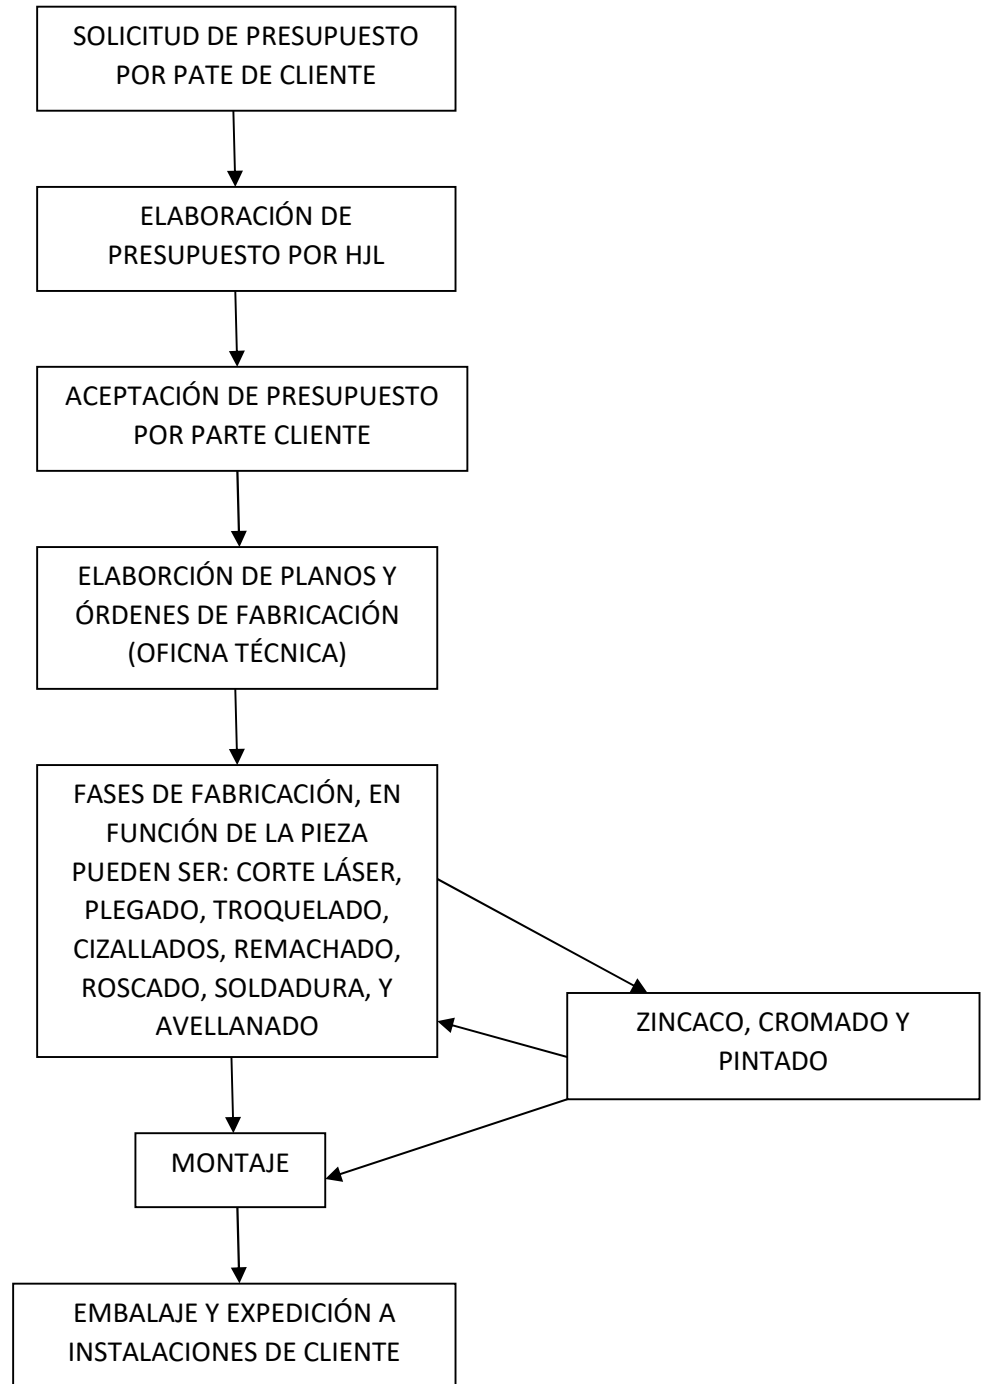 SOLICITUD DE PRESUPUESTO
POR PATE DE CLIENTE
ELABORACIÓN DE
PRESUPUESTO POR HJL
ACEPTACIÓN DE PRESUPUESTO
POR PARTE CLIENTE
ELABORCIÓN DE PLANOS Y
ÓRDENES DE FABRICACIÓN
(OFICNA TÉCNICA)
FASES DE FABRICACIÓN, EN
FUNCIÓN DE LA PIEZA
PUEDEN SER: CORTE LÁSER,
PLEGADO, TROQUELADO,
CIZALLADOS, REMACHADO,
ROSCADO, SOLDADURA, Y
AVELLANADO
ZINCACO, CROMADO Y
PINTADO
MONTAJE
EMBALAJE Y EXPEDICIÓN A
INSTALACIONES DE CLIENTE